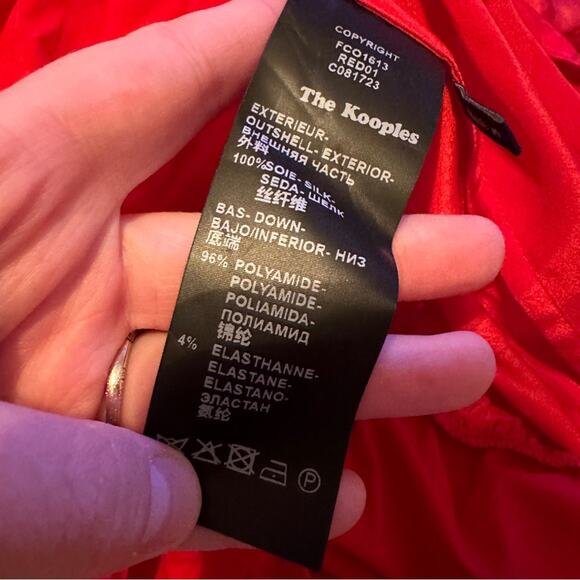 COPYRIGHT
FCO1613
RED01
C081723
The Kooples
EXTERIEUR-
OUTSHELL- EXTERIOR-
ВНЕШНЯЯ ЧАСТЬ
外料
100% SOIE- SILK-
SEDA- ШЕЛК
丝纤维
BAS- DOWN-
BAJO/INFERIOR- НИЗ
底端
96% POLYAMIDE-
POLYAMIDE-
POLIAMIDA-
ПОЛИАМИД
锦纶
4% ELASTHANNE-
ELASTANE-
ELASTANO-
ЭЛАСТАН
氨纶
P